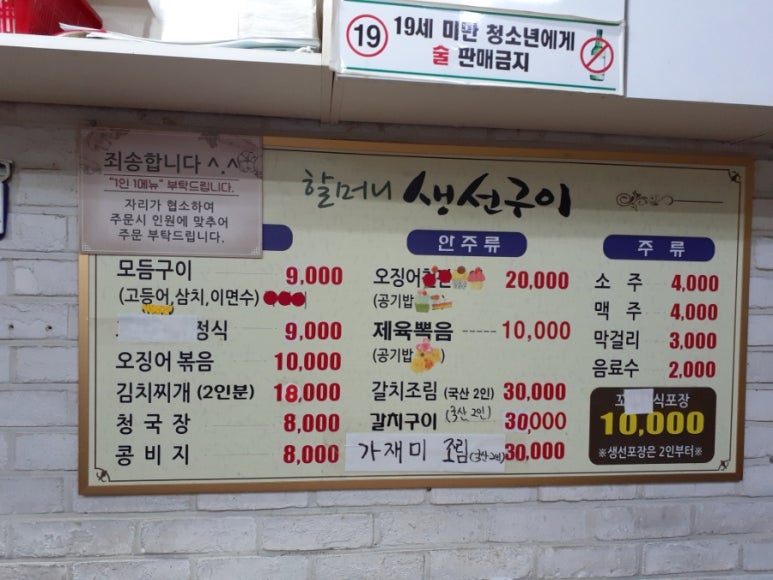 19 19세 미만 청소년에게
술 판매금지
죄송합니다 ^.^
"1인 1메뉴" 부탁드립니다.
자리가 협소하여
주문시 인원에 맞추어
주문 부탁드립니다.
할머니 생선구이
모듬구이 9,000
(고등어,삼치,이면수)
정식 9,000
오징어 볶음 10,000
김치찌개 (2인분) 18,000
청국장 8,000
콩비지 8,000
안주류
오징어 20,000
(공기밥
제육뽁음 ----- 10,000
(공기밥 )
갈치조림 (국산 2인) 30,000
갈치구이 (국산 2인) 30,000
가재미 조림 (국산 2인) 30,000
주류
소주 4,000
맥주 4,000
막걸리 3,000
음료수 2,000
식포장
10,000
※생선포장은 2인부터※